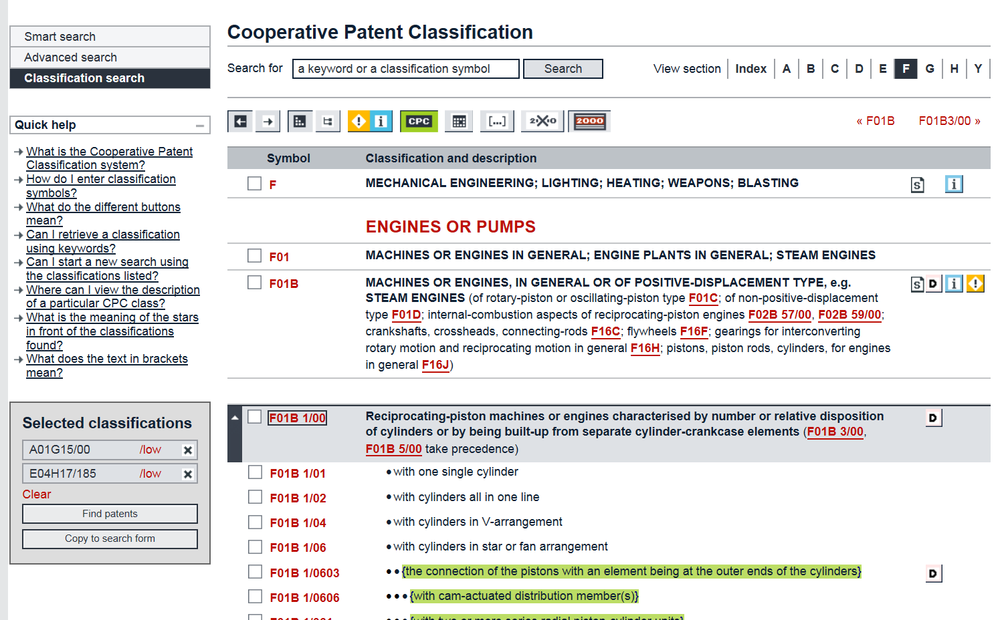 Smart search
Advanced search
Classification search
Quick help
What is the Cooperative Patent
Classification system?
How do I enter classification
symbols?
What do the different buttons
mean?
Can I retrieve a classification
using keywords?
Can I start a new search using
the classifications listed?
Where can I view the description
of a particular CPC class?
What is the meaning of the stars
in front of the classifications
found?
What does the text in brackets
mean?
Selected classifications
A01G15/00 /low
E04H17/185 /low
Clear
Find patents
Copy to search form
Cooperative Patent Classification
Search for a keyword or a classification symbol Search View section Index A B C D E F G H Y
CPC [...] 2000 « F01B F01B3/00 »
Symbol Classification and description
F MECHANICAL ENGINEERING; LIGHTING; HEATING; WEAPONS; BLASTING S i
ENGINES OR PUMPS
F01 MACHINES OR ENGINES IN GENERAL; ENGINE PLANTS IN GENERAL; STEAM ENGINES
F01B MACHINES OR ENGINES, IN GENERAL OR OF POSITIVE-DISPLACEMENT TYPE, e.g. S D i !
STEAM ENGINES (of rotary-piston or oscillating-piston type F01C; of non-positive-displacement
type F01D; internal-combustion aspects of reciprocating-piston engines F02B 57/00, F02B 59/00;
crankshafts, crossheads, connecting-rods F16C; flywheels F16F; gearings for interconverting
rotary motion and reciprocating motion in general F16H; pistons, piston rods, cylinders, for engines
in general F16J)
F01B 1/00 Reciprocating-piston machines or engines characterised by number or relative disposition D
of cylinders or by being built-up from separate cylinder-crankcase elements (F01B 3/00,
F01B 5/00 take precedence)
F01B 1/01 • with one single cylinder
F01B 1/02 • with cylinders all in one line
F01B 1/04 • with cylinders in V-arrangement
F01B 1/06 • with cylinders in star or fan arrangement
F01B 1/0603 • • {the connection of the pistons with an element being at the outer ends of the cylinders} D
F01B 1/0606 • • • {with cam-actuated distribution member(s)}